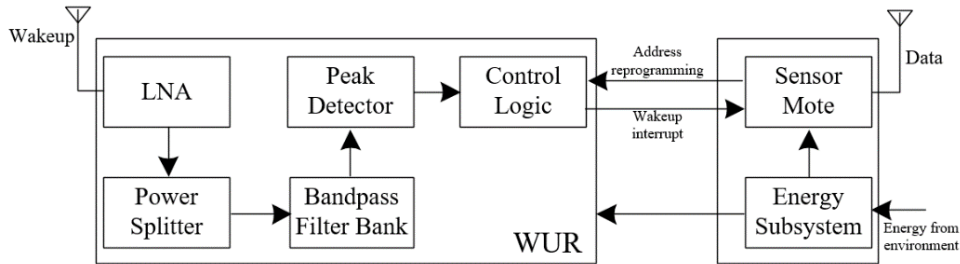 Wakeup
LNA
Peak
Detector
Control
Logic
Address
reprogramming
Wakeup
interrupt
Sensor
Mote
Data
Power
Splitter
Bandpass
Filter Bank
WUR
Energy
Subsystem
Energy from
environment